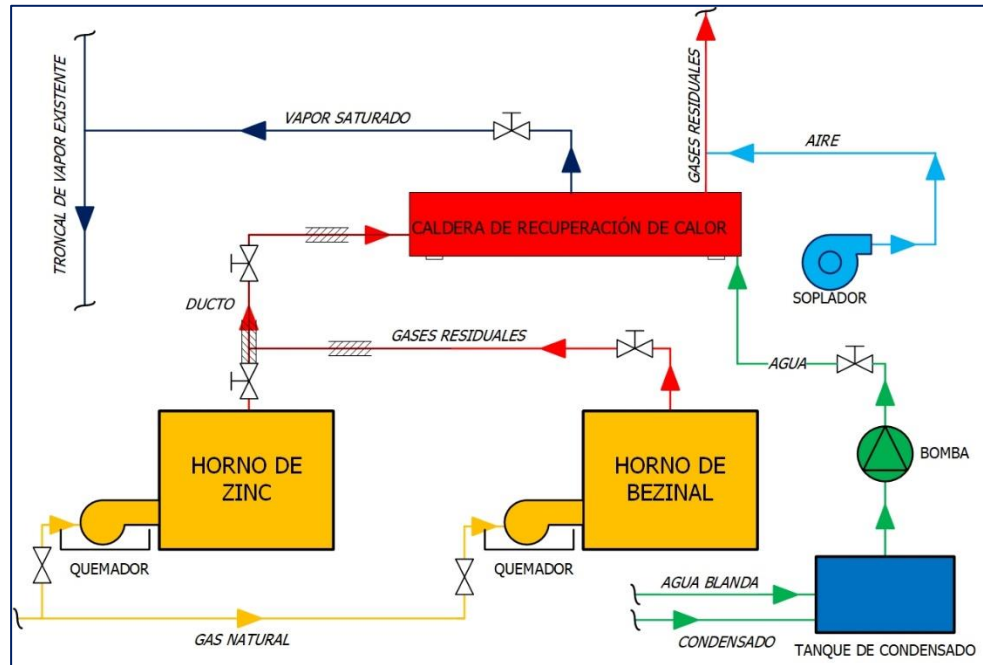 TRONCAL DE VAPOR EXISTENTE
VAPOR SATURADO
GASES RESIDUALES
AIRE
CALDERA DE RECUPERACIÓN DE CALOR
SOPLADOR
DUCTO
GASES RESIDUALES
AGUA
HORNO DE
ZINC
HORNO DE
BEZINAL
BOMBA
QUEMADOR
QUEMADOR
AGUA BLANDA
GAS NATURAL
CONDENSADO
TANQUE DE CONDENSADO